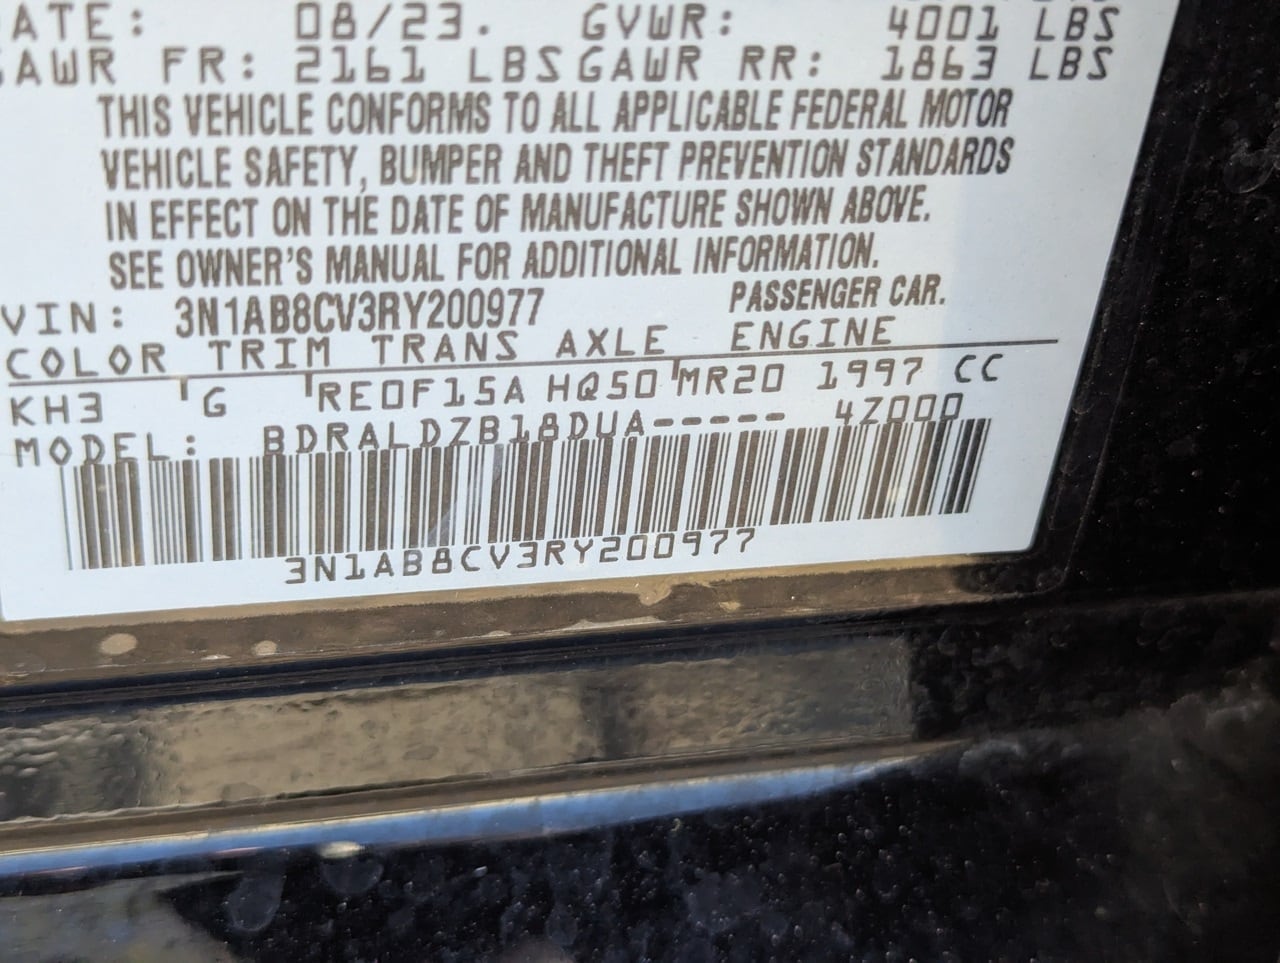 ATE: 08/23. GVWR: 4001 LBS
AWR FR: 2161 LBS GAWR RR: 1863 LBS
THIS VEHICLE CONFORMS TO ALL APPLICABLE FEDERAL MOTOR
VEHICLE SAFETY, BUMPER AND THEFT PREVENTION STANDARDS
IN EFFECT ON THE DATE OF MANUFACTURE SHOWN ABOVE.
SEE OWNER'S MANUAL FOR ADDITIONAL INFORMATION.
VIN: 3N1AB8CV3RY200977 PASSENGER CAR.
COLOR TRIM TRANS AXLE ENGINE
KH3 G RE0F15A HQ50 MR20 1997 CC
MODEL: BDRALDZB18DUA----- 4Z000
3N1AB8CV3RY200977